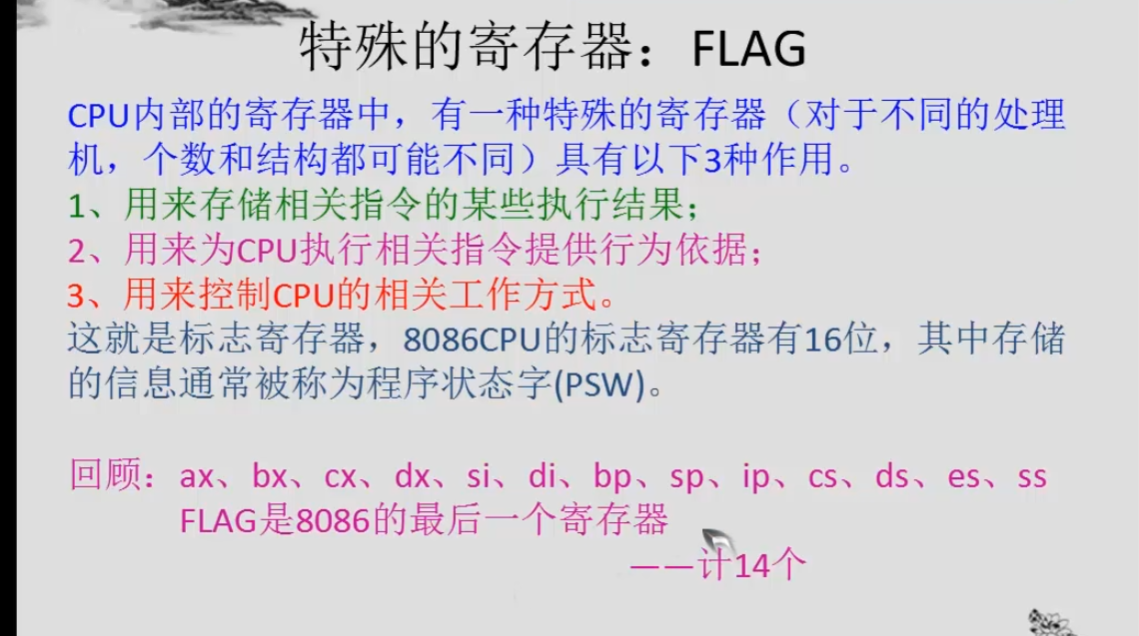 特殊的寄存器：FLAG
CPU内部的寄存器中，有一种特殊的寄存器（对于不同的处理
机，个数和结构都可能不同）具有以下3种作用。
1、用来存储相关指令的某些执行结果；
2、用来为CPU执行相关指令提供行为依据；
3、用来控制CPU的相关工作方式。
这就是标志寄存器，8086CPU的标志寄存器有16位，其中存储
的信息通常被称为程序状态字(PSW)。
回顾：ax、bx、cx、dx、si、di、bp、sp、ip、cs、ds、es、ss
FLAG是8086的最后一个寄存器
——计14个